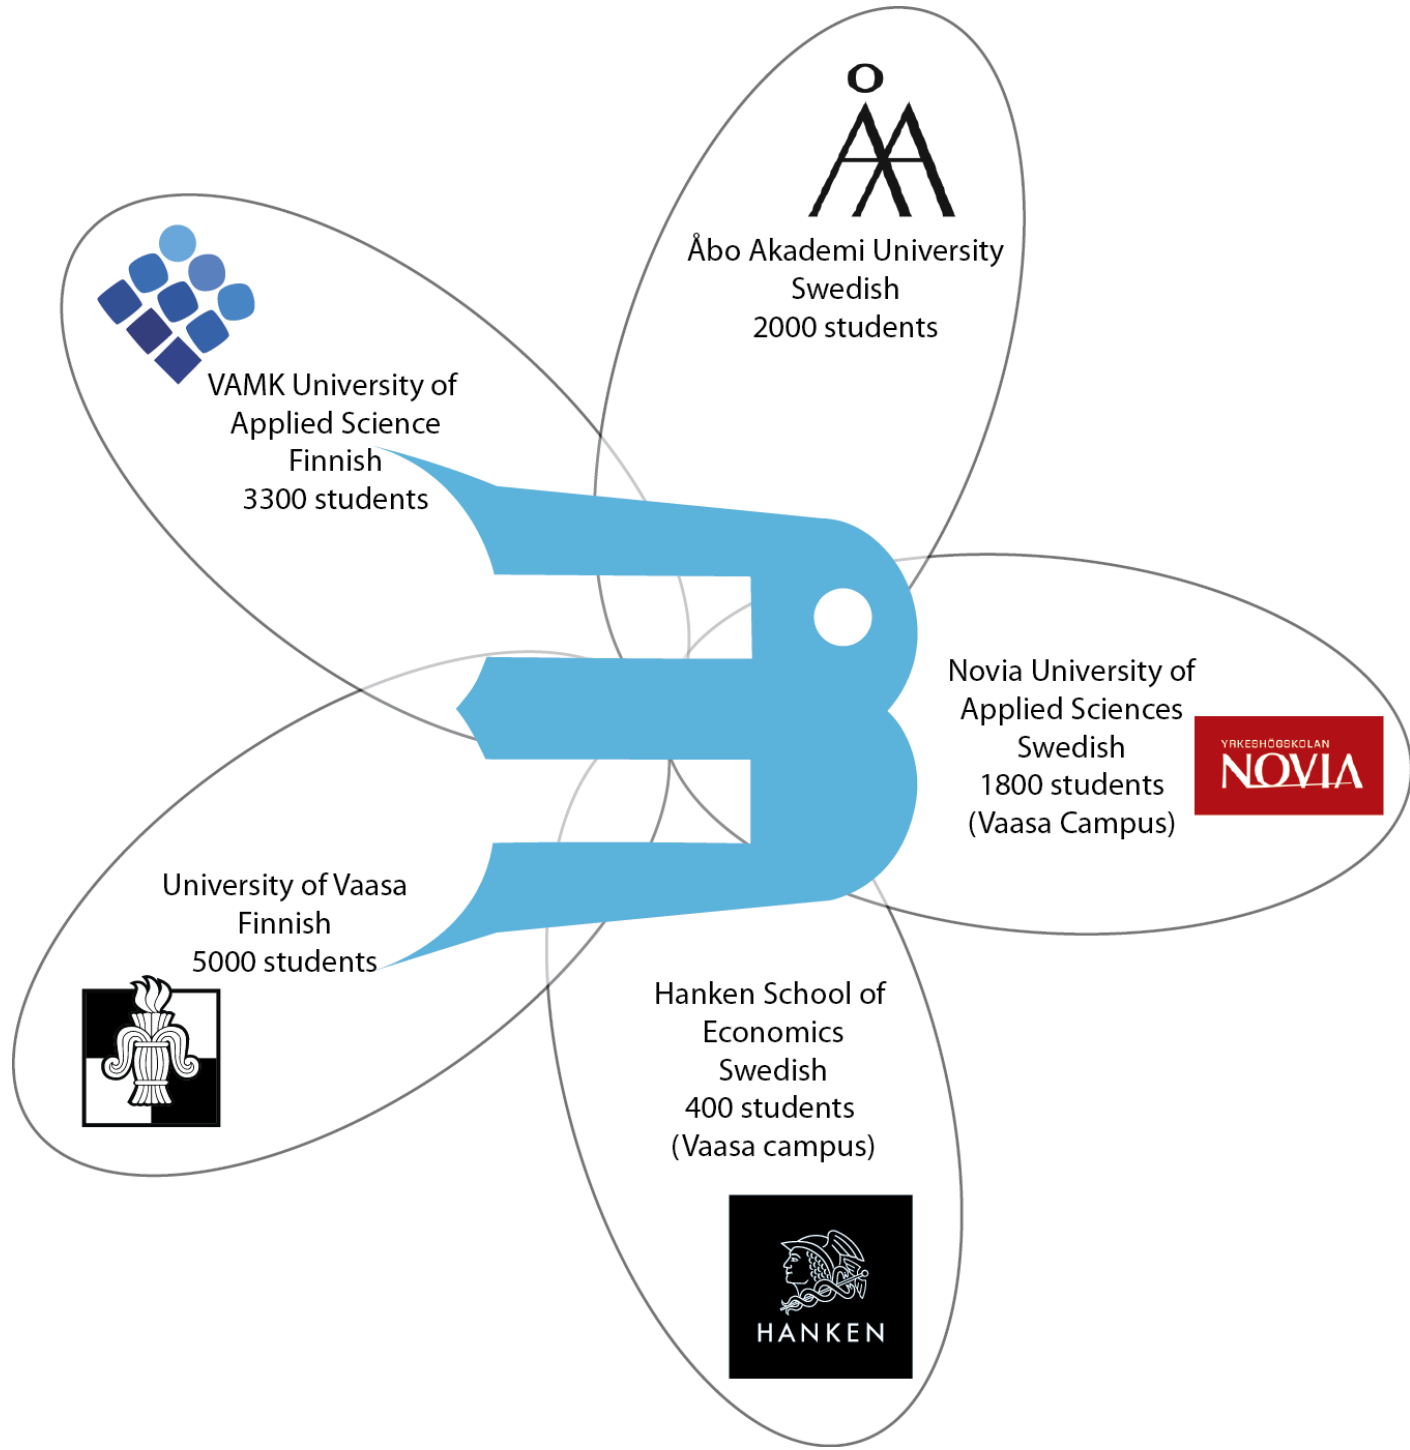 Åbo Akademi University
Swedish
2000 students
VAMK University of
Applied Science
Finnish
3300 students
Novia University of
Applied Sciences
Swedish
1800 students
(Vaasa Campus)
YRKESHÖGSKOLAN
NOVIA
University of Vaasa
Finnish
5000 students
Hanken School of
Economics
Swedish
400 students
(Vaasa campus)
HANKEN